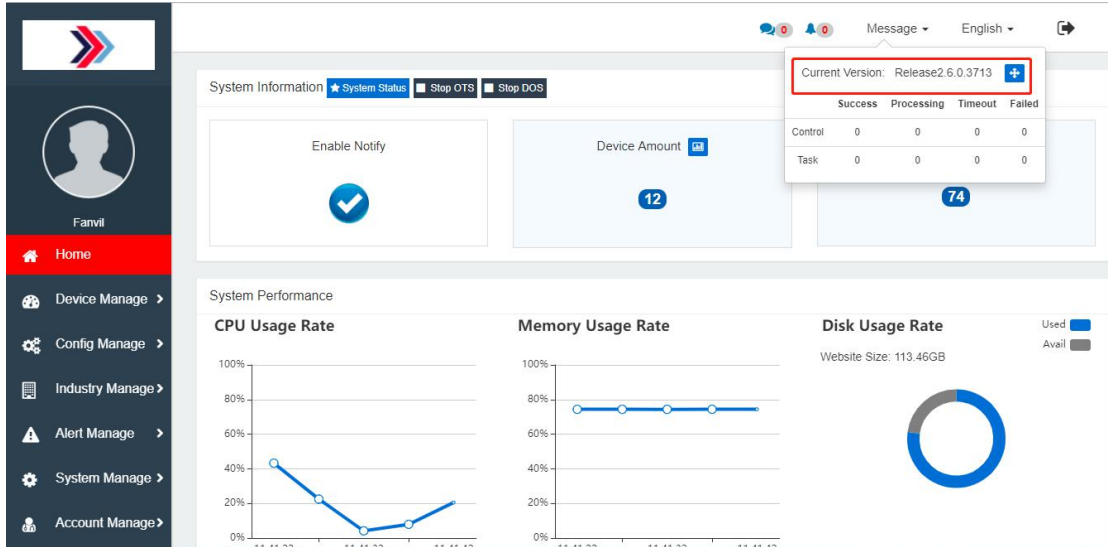 0 0 Message English
Current Version: Release2.6.0.3713
Success Processing Timeout Failed
Control 0 0 0 0
Task 0 0 0 0
System Information System Status Stop OTS Stop DOS
Enable Notify
Device Amount
12
74
Fanvil
Home
Device Manage
Config Manage
Industry Manage
Alert Manage
System Manage
Account Manage
System Performance
CPU Usage Rate
100%
80%
60%
40%
20%
0%
Memory Usage Rate
100%
80%
60%
40%
20%
0%
Disk Usage Rate
Used
Avail
Website Size: 113.46GB